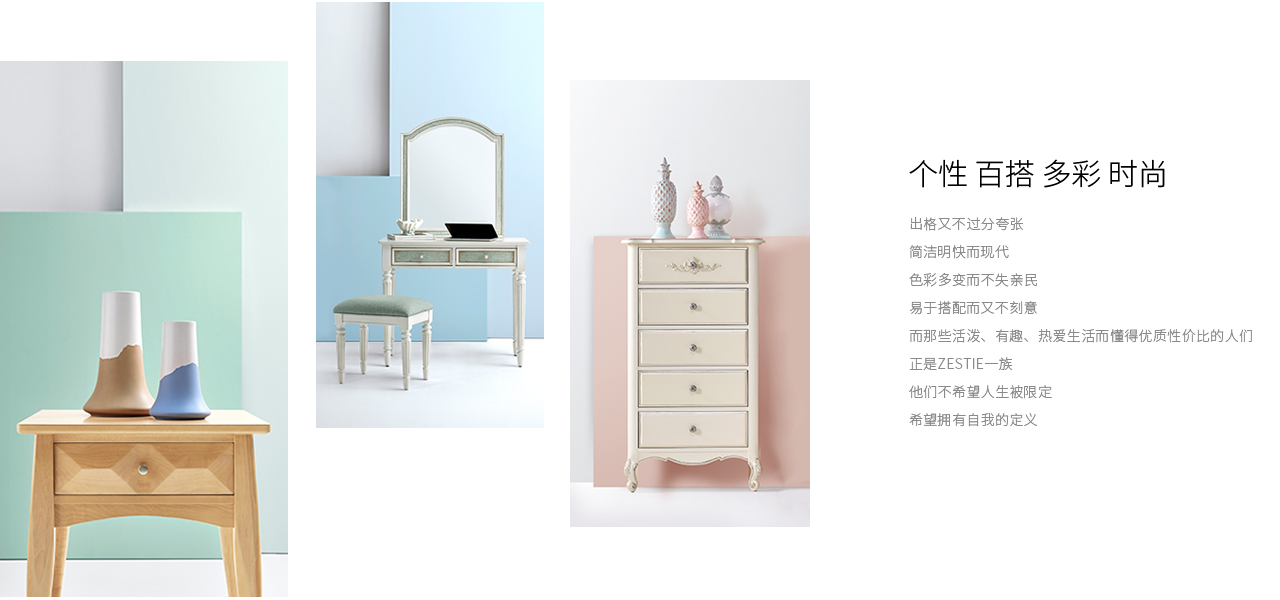 个性 百搭 多彩 时尚
出格又不过分夸张
简洁明快而现代
色彩多变而不失亲民
易于搭配而又不刻意
而那些活泼、有趣、热爱生活而懂得优质性价比的人们
正是ZESTIE一族
他们不希望人生被限定
希望拥有自我的定义